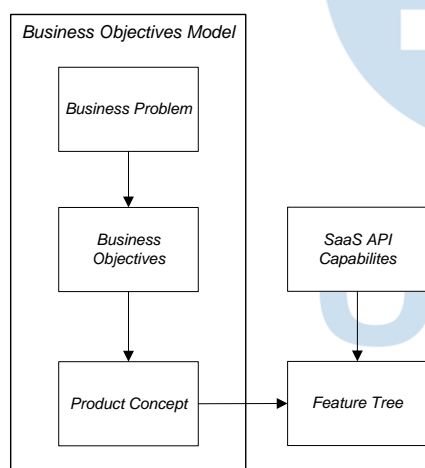 Business Objectives Model
Business Problem
Business
Objectives
SaaS API
Capabilites
Product Concept
Feature Tree